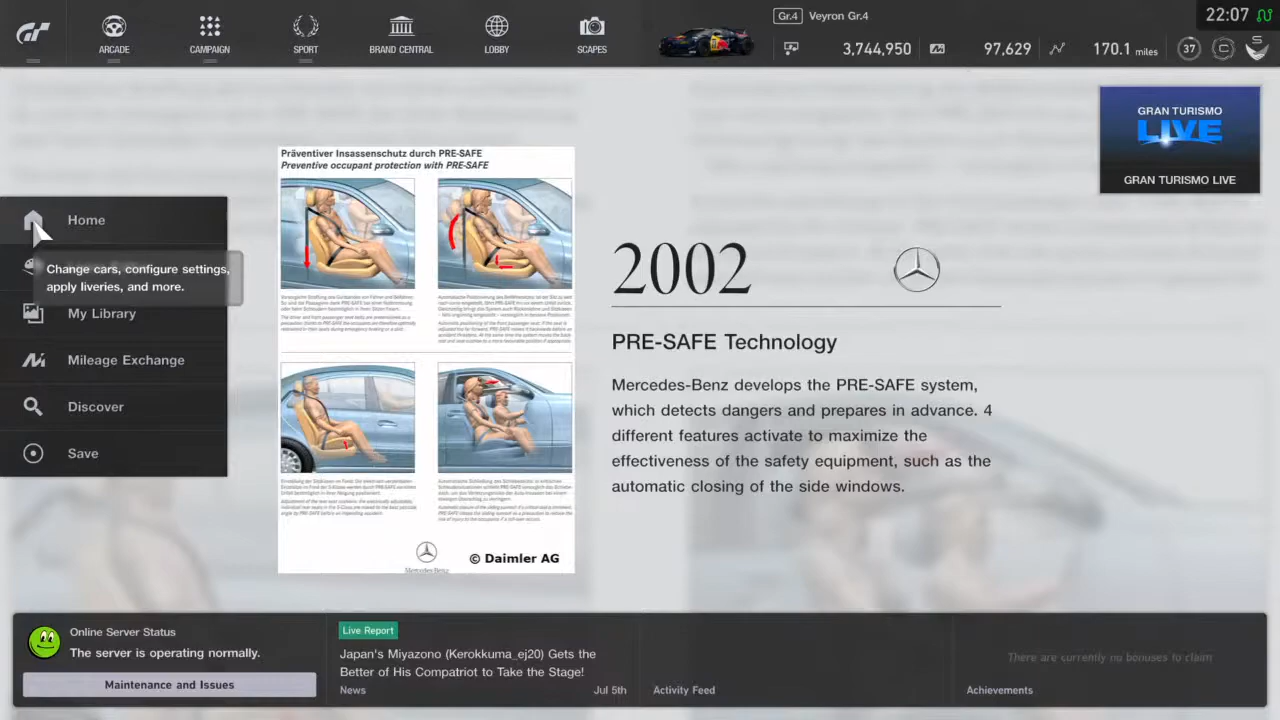 Gr.4 Veyron Gr.4
22:07
ARCADE
CAMPAIGN
SPORT
BRAND CENTRAL
LOBBY
SCAPES
3,744,950
97,629
170.1 miles
37
C
S
GRAN TURISMO
LIVE
GRAN TURISMO LIVE
Home
Change cars, configure settings,
apply liveries, and more.
My Library
Mileage Exchange
Discover
Save
Präventiver Insassenschutz durch PRE-SAFE
Preventive occupant protection with PRE-SAFE
Mercedes-Benz
© Daimler AG
2002
PRE-SAFE Technology
Mercedes-Benz develops the PRE-SAFE system,
which detects dangers and prepares in advance. 4
different features activate to maximize the
effectiveness of the safety equipment, such as the
automatic closing of the side windows.
Online Server Status
The server is operating normally.
Maintenance and Issues
Live Report
Japan's Miyazono (Kerokkuma_ej20) Gets the
Better of His Compatriot to Take the Stage!
News
Jul 5th
Activity Feed
There are currently no bonuses to claim
Achievements